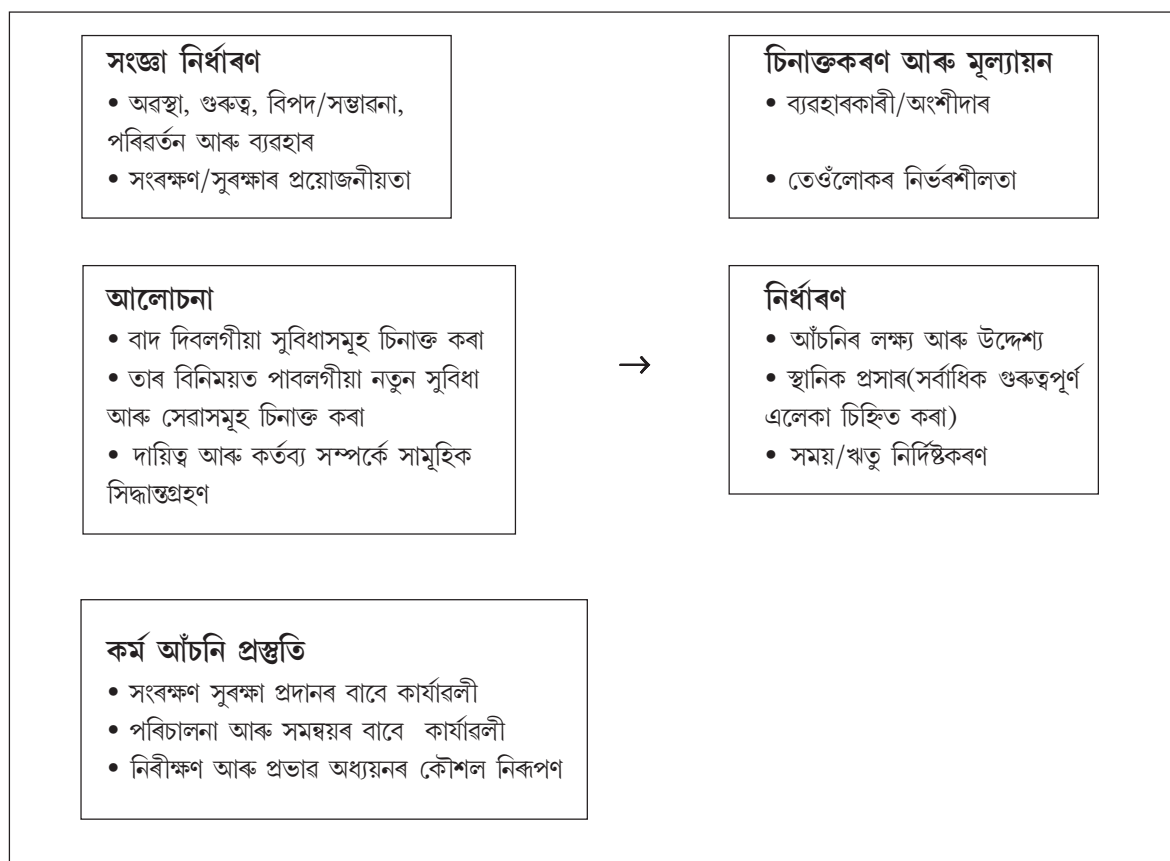 সংজ্ঞা নিৰ্ধাৰণ
• অৱস্থা, গুৰুত্ব, বিপদ/সম্ভাৱনা,
পৰিৱৰ্তন আৰু ব্যৱহাৰ
• সংৰক্ষণ/সুৰক্ষাৰ প্ৰয়োজনীয়তা
চিনাক্তকৰণ আৰু মূল্যায়ন
• ব্যৱহাৰকাৰী/অংশীদাৰ
• তেওঁলোকৰ নিৰ্ভৰশীলতা
আলোচনা
• বাদ দিবলগীয়া সুবিধাসমূহ চিনাক্ত কৰা
• তাৰ বিনিময়ত পাবলগীয়া নতুন সুবিধা
আৰু সেৱাসমূহ চিনাক্ত কৰা
• দায়িত্ব আৰু কৰ্তব্য সম্পৰ্কে সামূহিক
সিদ্ধান্তগ্ৰহণ
→
নিৰ্ধাৰণ
• আঁচনিৰ লক্ষ্য আৰু উদ্দেশ্য
• স্থানিক প্ৰসাৰ(সৰ্বাধিক গুৰুত্বপূৰ্ণ
এলেকা চিহ্নিত কৰা)
• সময়/ঋতু নিৰ্দিষ্টকৰণ
কৰ্ম আঁচনি প্ৰস্তুতি
• সংৰক্ষণ সুৰক্ষা প্ৰদানৰ বাবে কাৰ্যাৱলী
• পৰিচালনা আৰু সমন্বয়ৰ বাবে কাৰ্যাৱলী
• নিৰীক্ষণ আৰু প্ৰভাৱ অধ্যয়নৰ কৌশল নিৰূপণ